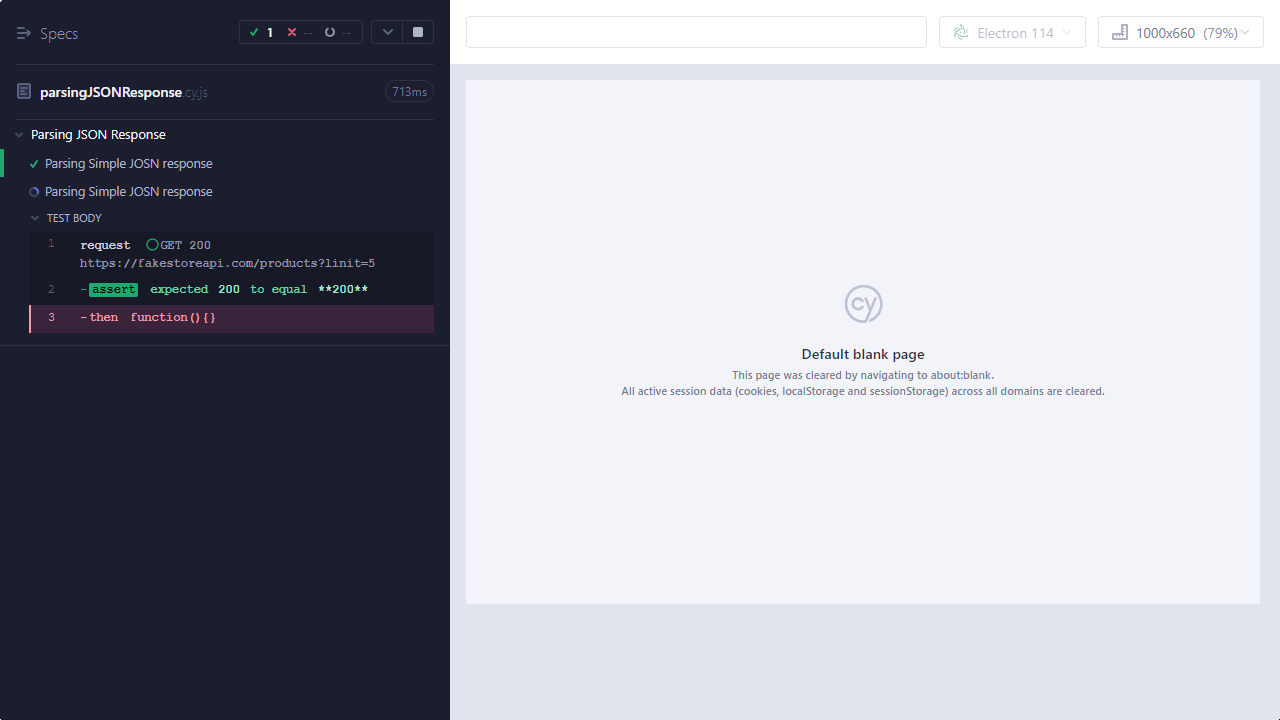 Specs
1
--
--
Electron 114
1000x660 (79%)
parsingJSONResponse.cy.js
713ms
Parsing JSON Response
Parsing Simple JOSN response
Parsing Simple JOSN response
TEST BODY
1 request GET 200
https://fakestoreapi.com/products?linit=5
2 -assert expected 200 to equal **200**
3 -then function(){}
cy
Default blank page
This page was cleared by navigating to about:blank.
All active session data (cookies, localStorage and sessionStorage) across all domains are cleared.